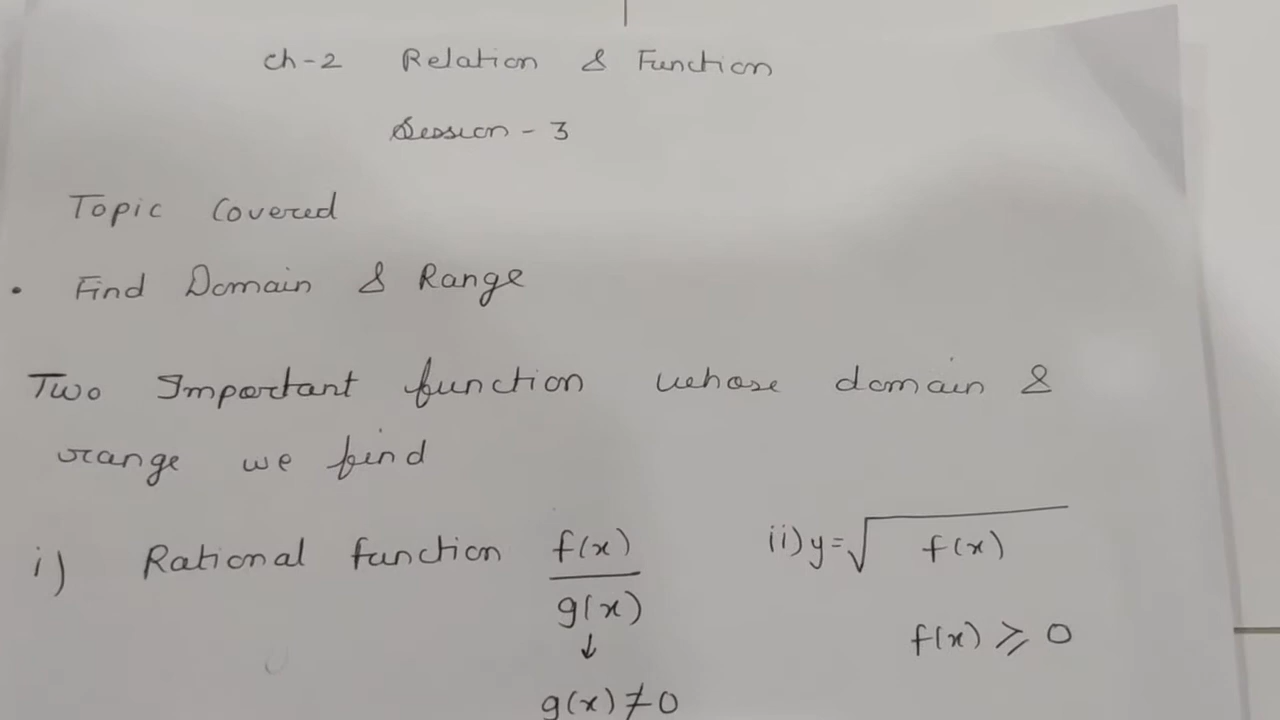 Ch-2 Relation & Function
Session - 3
Topic Covered
• Find Domain & Range
Two Important function whose domain &
range we find
i) Rational function f(x)/g(x)
↓
g(x) ≠ 0
ii) y = √f(x)
f(x) ⩾ 0